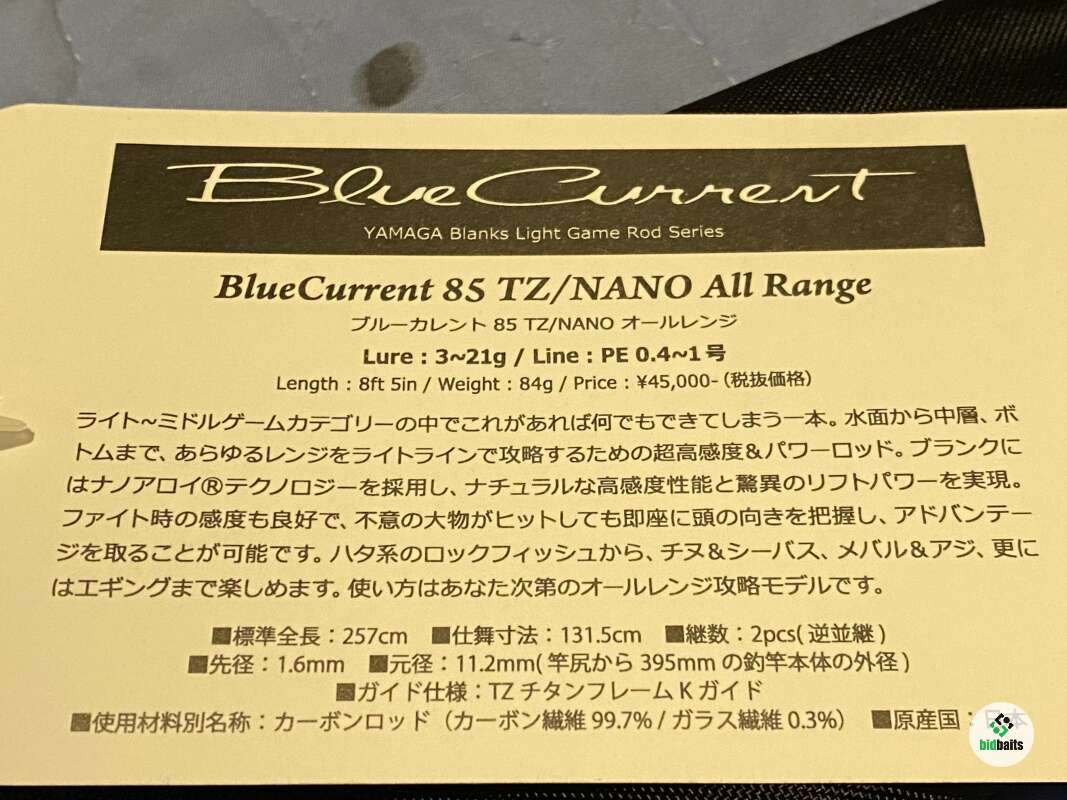 BlueCurrent
YAMAGA Blanks Light Game Rod Series
BlueCurrent 85 TZ/NANO All Range
ブルーカレント 85 TZ/NANO オールレンジ
Lure : 3~21g / Line : PE 0.4~1号
Length : 8ft 5in / Weight : 84g / Price : ¥45,000-（税抜価格）
ライト~ミドルゲームカテゴリーの中でこれがあれば何でもできてしまう一本。水面から中層、ボ
トムまで、あらゆるレンジをライトラインで攻略するための超高感度&パワーロッド。ブランクに
はナノアロイ®テクノロジーを採用し、ナチュラルな高感度性能と驚異のリフトパワーを実現。
ファイト時の感度も良好で、不意の大物がヒットしても即座に頭の向きを把握し、アドバンテー
ジを取ることが可能です。ハタ系のロックフィッシュから、チヌ&シーバス、メバル&アジ、更に
はエギングまで楽しめます。使い方はあなた次第のオールレンジ攻略モデルです。
■標準全長：257cm ■仕舞寸法：131.5cm ■継数：2pcs( 逆並継 )
■先径：1.6mm ■元径：11.2mm( 竿尻から 395mm の釣竿本体の外径 )
■ガイド仕様：TZ チタンフレーム K ガイド
■使用材料別名称：カーボンロッド（カーボン繊維 99.7% / ガラス繊維 0.3%） ■原産国：日本
bidbaits